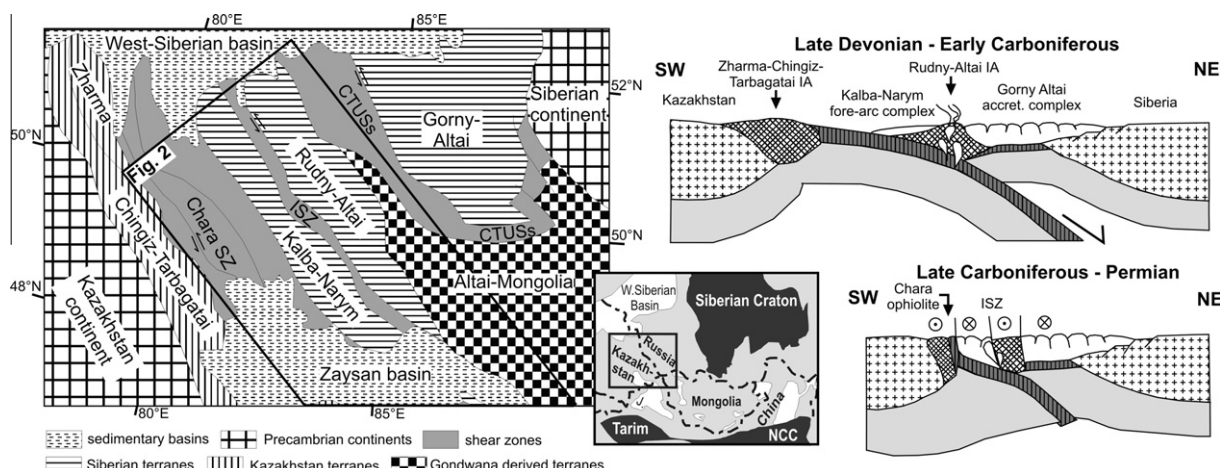 80°E
85°E
West-Siberian basin
Zharma
50°N
52°N
CTUSs
Gorny-
Altai
Siberian
continent
Fig. 2
Rudny-Altai
ISZ
Chara SZ
Kalba-Narym
Chingiz-Tarbagatai
48°N
50°N
CTUSs
Altai-Mongolia
Kazakhstan
continent
Zaysan basin
80°E
85°E
sedimentary basins
Precambrian continents
shear zones
Siberian terranes
Kazakhstan terranes
Gondwana derived terranes
W.Siberian
Basin
Siberian Craton
Russia
Kazakh-
stan
Mongolia
China
J.
J.
Tarim
NCC
Late Devonian - Early Carboniferous
SW
NE
Zharma-Chingiz-
Tarbagatai IA
Rudny-Altai IA
Kazakhstan
Kalba-Narym
fore-arc complex
Gorny Altai
accret. complex
Siberia
Late Carboniferous - Permian
SW
Chara
ophiolite
ISZ
NE